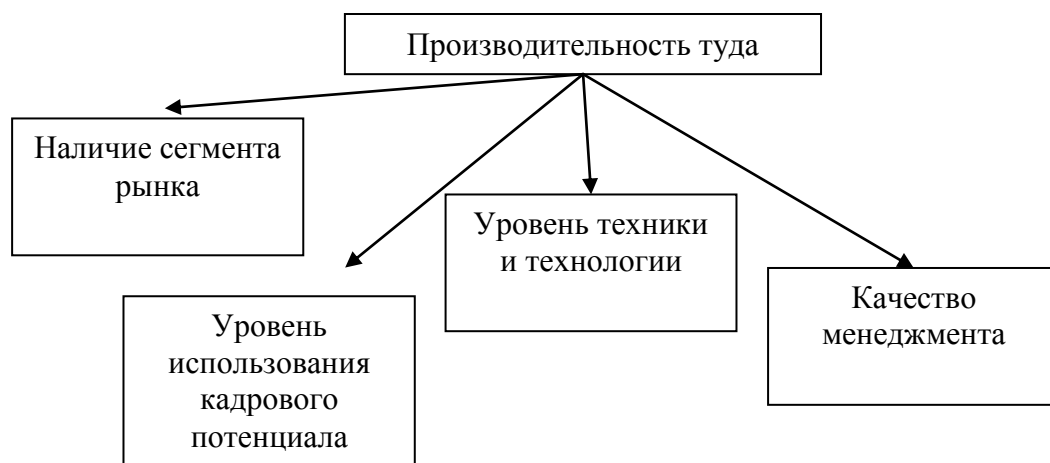 Производительность туда
Наличие сегмента
рынка
Уровень техники
и технологии
Качество
менеджмента
Уровень
использования
кадрового
потенциала